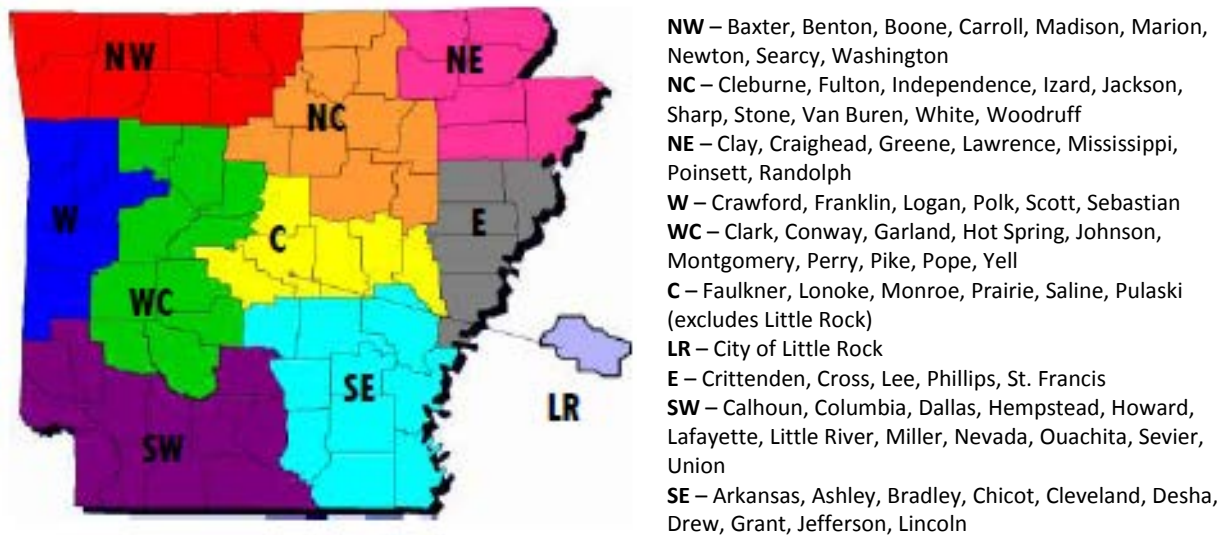 NW
NE
NC
W
C
E
WC
SE
LR
SW
NW – Baxter, Benton, Boone, Carroll, Madison, Marion,
Newton, Searcy, Washington
NC – Cleburne, Fulton, Independence, Izard, Jackson,
Sharp, Stone, Van Buren, White, Woodruff
NE – Clay, Craighead, Greene, Lawrence, Mississippi,
Poinsett, Randolph
W – Crawford, Franklin, Logan, Polk, Scott, Sebastian
WC – Clark, Conway, Garland, Hot Spring, Johnson,
Montgomery, Perry, Pike, Pope, Yell
C – Faulkner, Lonoke, Monroe, Prairie, Saline, Pulaski
(excludes Little Rock)
LR – City of Little Rock
E – Crittenden, Cross, Lee, Phillips, St. Francis
SW – Calhoun, Columbia, Dallas, Hempstead, Howard,
Lafayette, Little River, Miller, Nevada, Ouachita, Sevier,
Union
SE – Arkansas, Ashley, Bradley, Chicot, Cleveland, Desha,
Drew, Grant, Jefferson, Lincoln